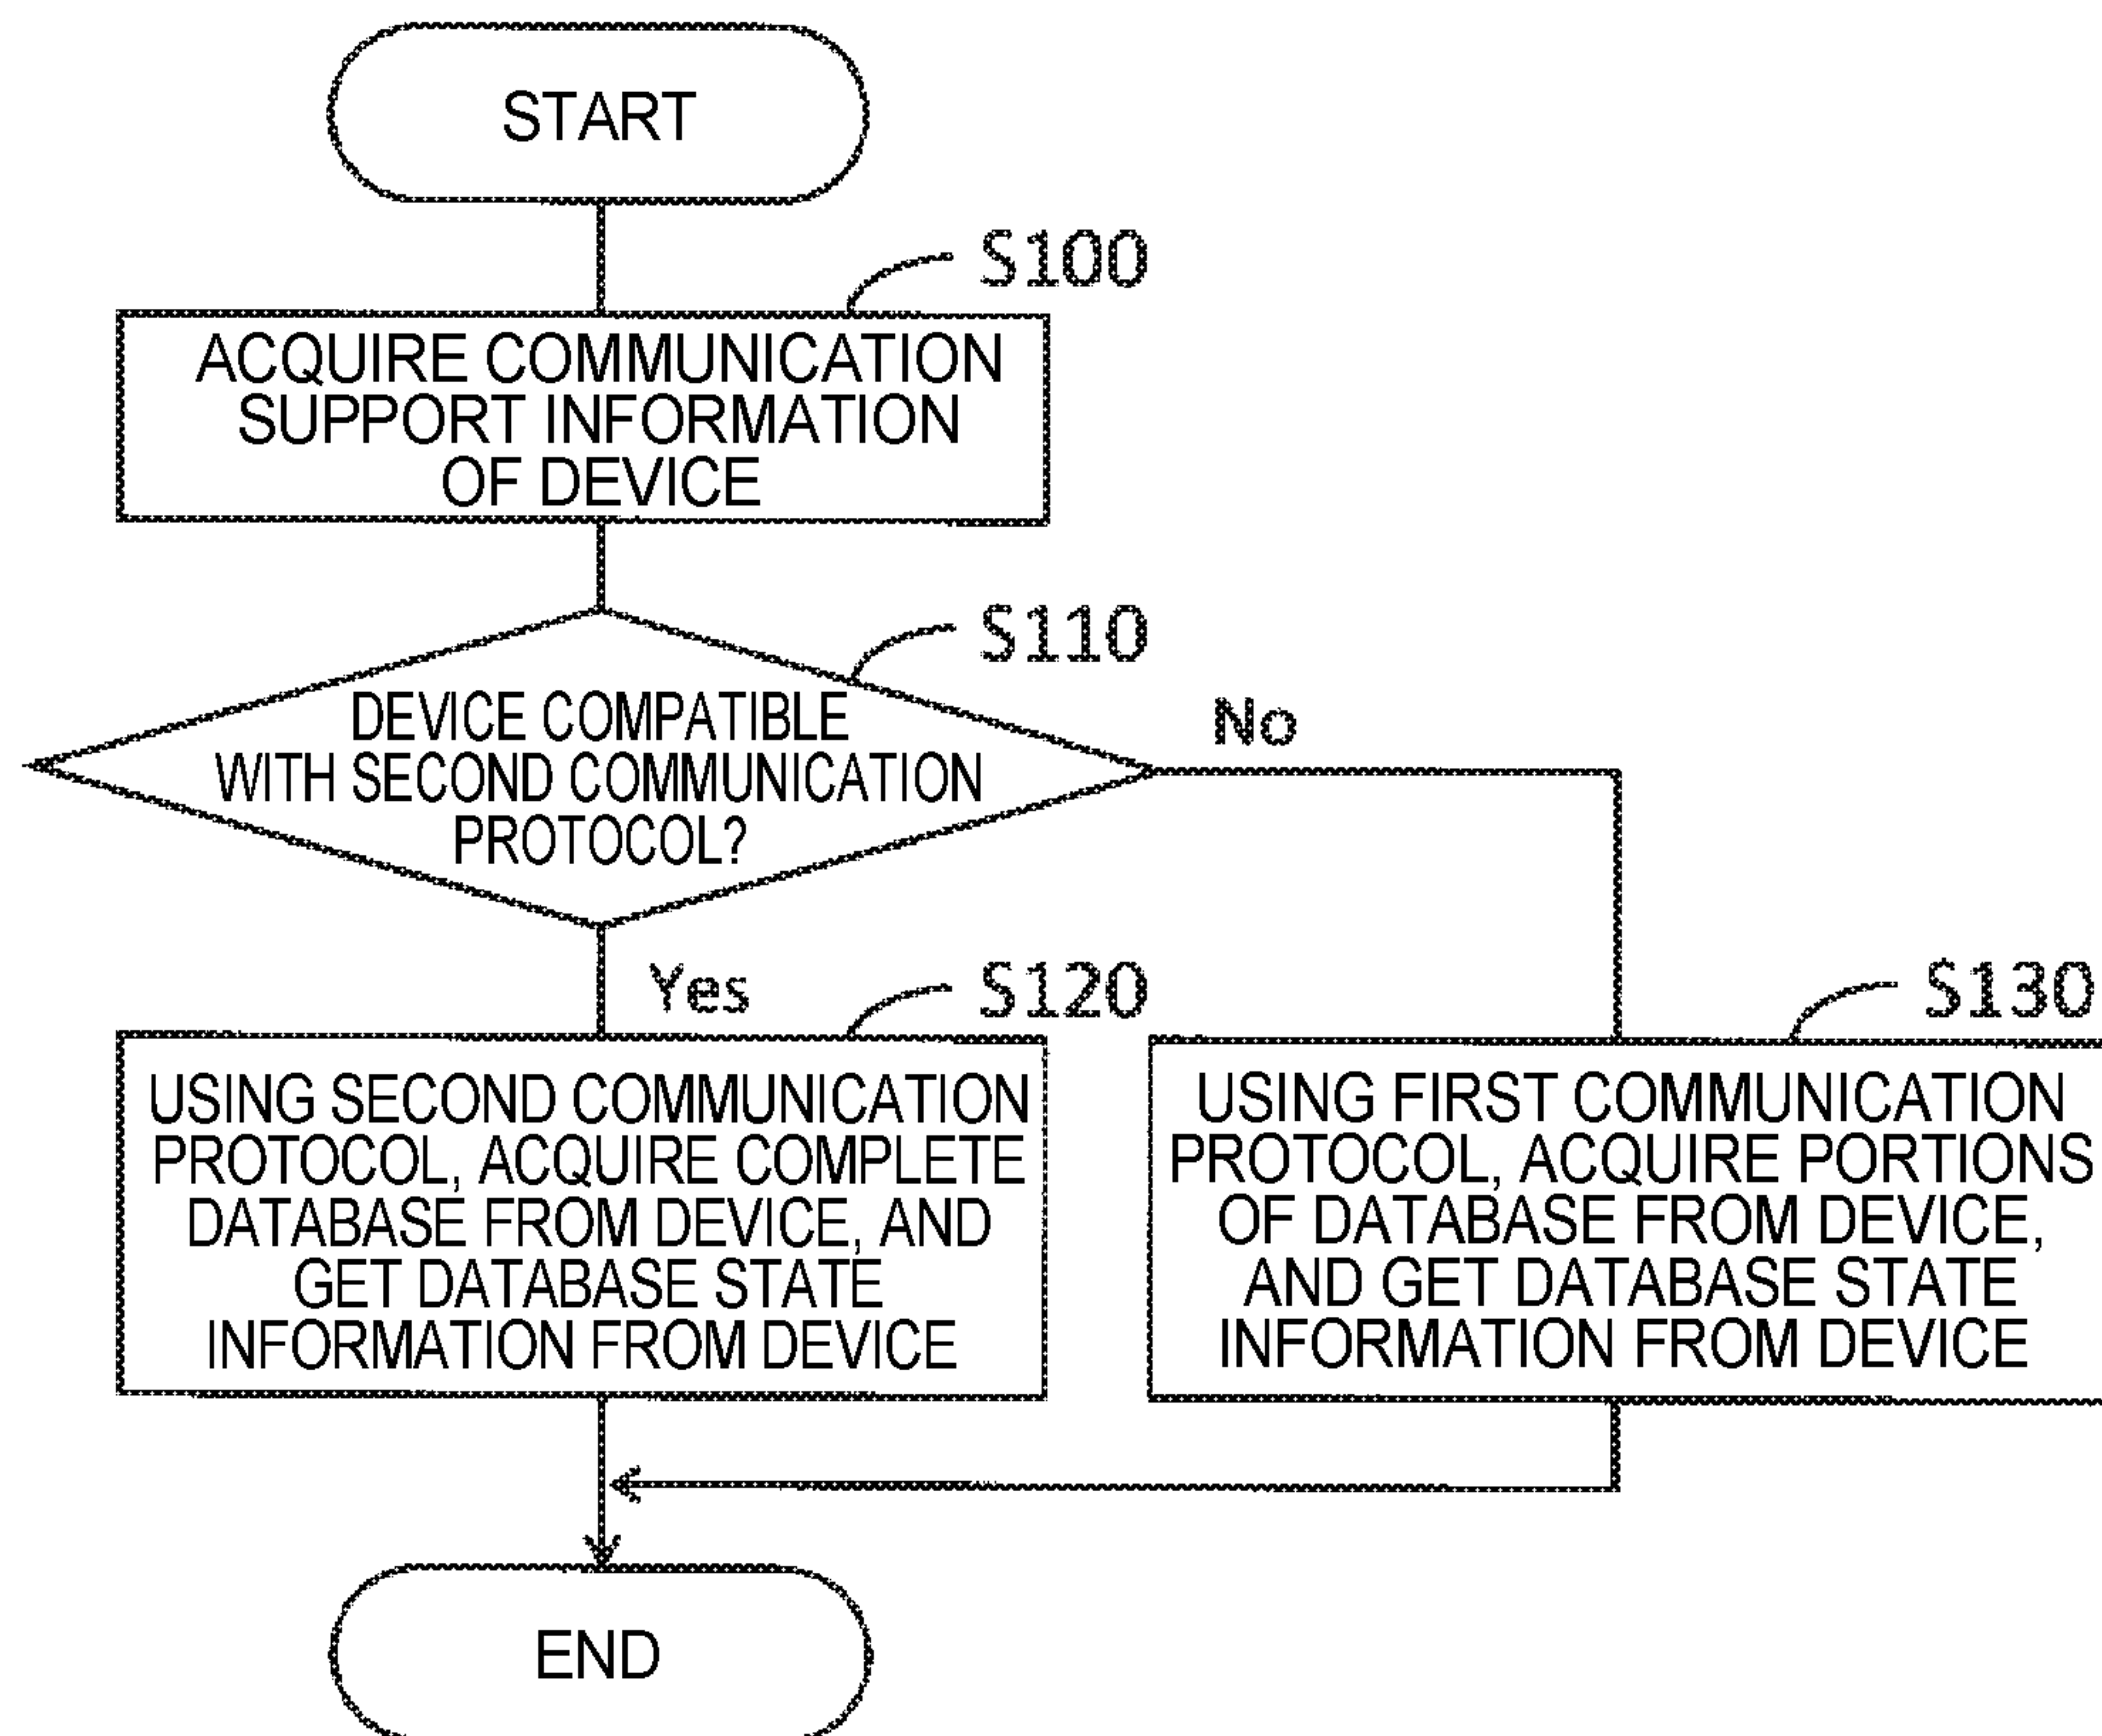 START
S100
ACQUIRE COMMUNICATION
SUPPORT INFORMATION
OF DEVICE
S110
DEVICE COMPATIBLE
WITH SECOND COMMUNICATION
PROTOCOL?
No
Yes
S120
USING SECOND COMMUNICATION
PROTOCOL, ACQUIRE COMPLETE
DATABASE FROM DEVICE, AND
GET DATABASE STATE
INFORMATION FROM DEVICE
S130
USING FIRST COMMUNICATION
PROTOCOL, ACQUIRE PORTIONS
OF DATABASE FROM DEVICE,
AND GET DATABASE STATE
INFORMATION FROM DEVICE
END